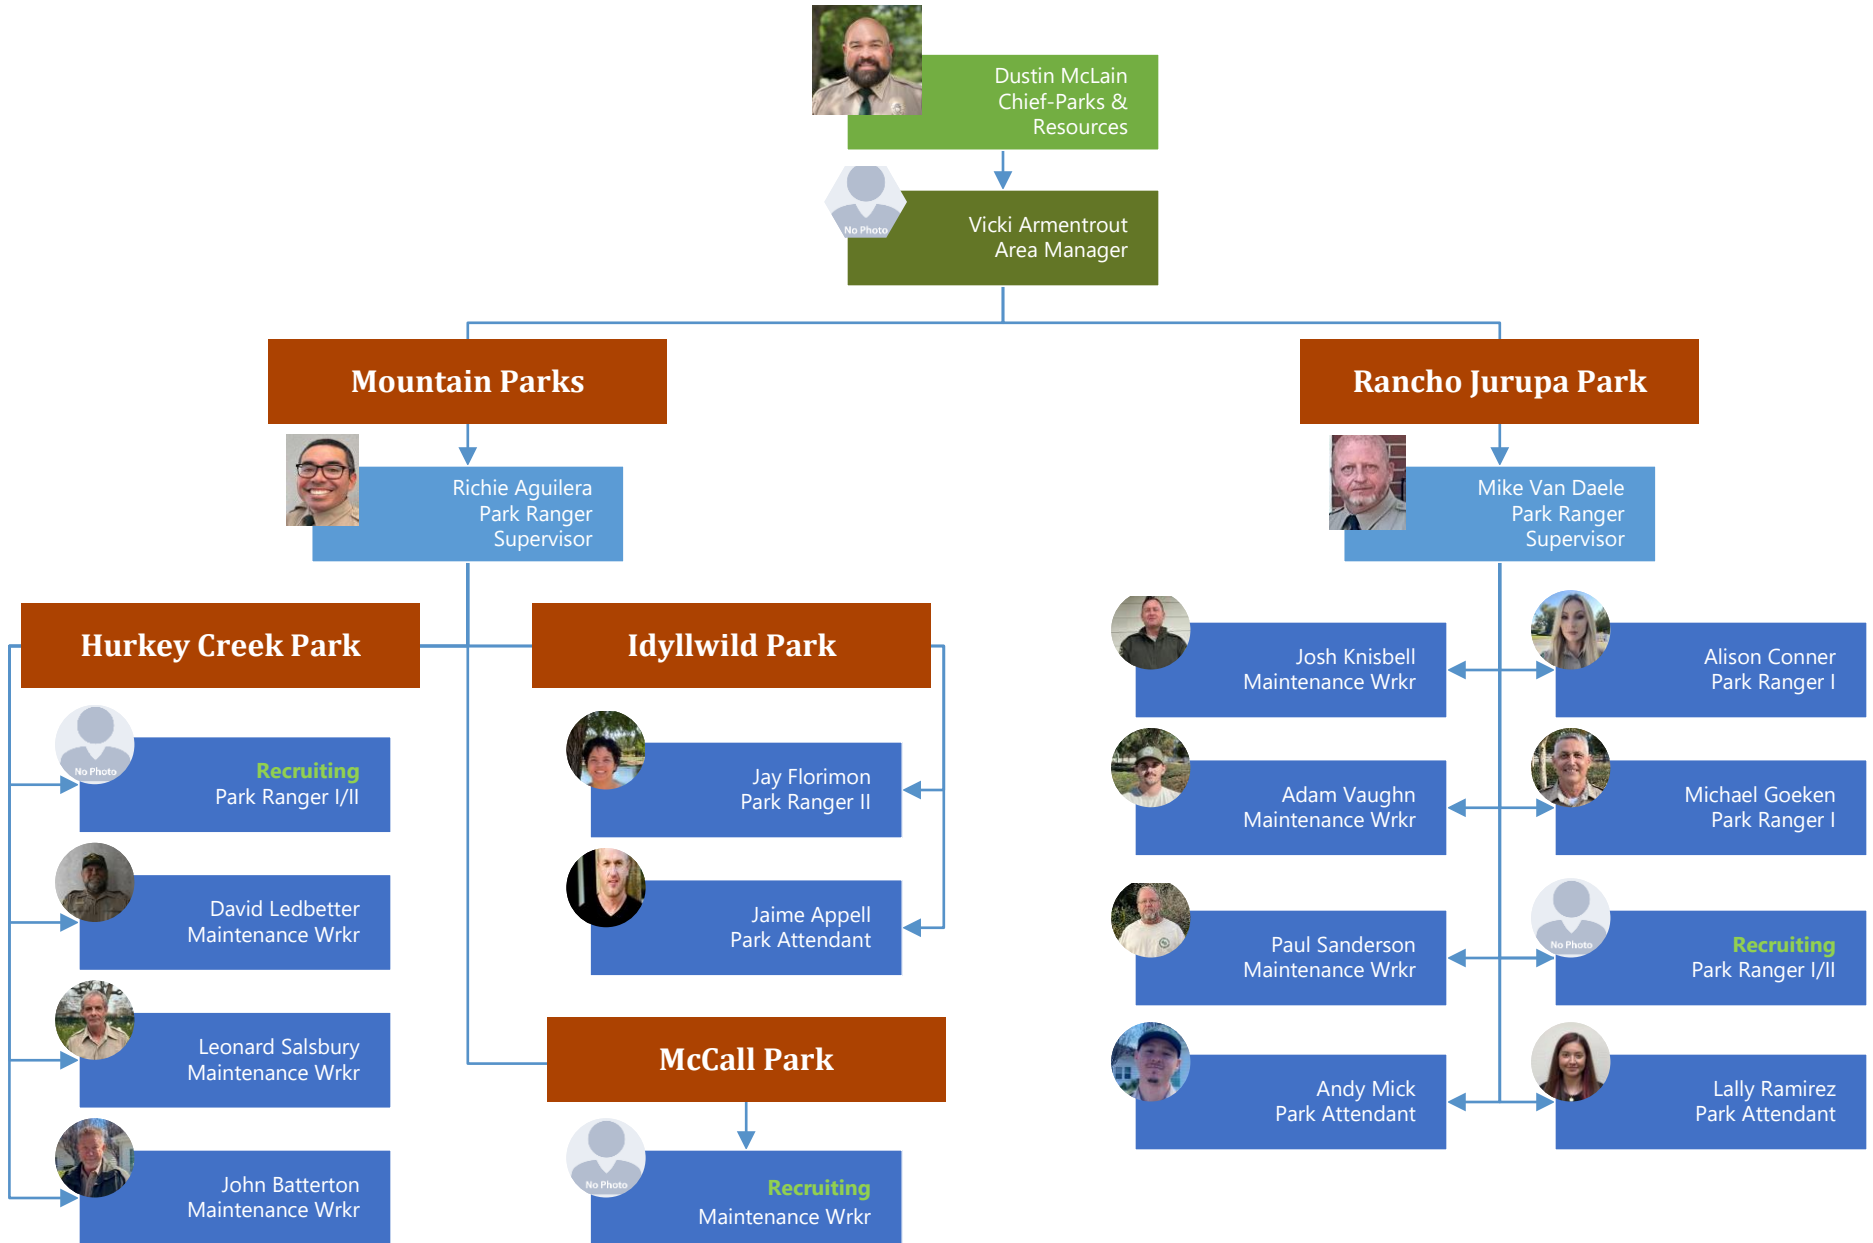 Dustin McLain
Chief-Parks &
Resources
No Photo
Vicki Armentrout
Area Manager
Mountain Parks
Rancho Jurupa Park
Richie Aguilera
Park Ranger
Supervisor
Mike Van Daele
Park Ranger
Supervisor
Hurkey Creek Park
No Photo
Recruiting
Park Ranger I/II
David Ledbetter
Maintenance Wrkr
Leonard Salsbury
Maintenance Wrkr
John Batterton
Maintenance Wrkr
Idyllwild Park
Jay Florimon
Park Ranger II
Jaime Appell
Park Attendant
McCall Park
No Photo
Recruiting
Maintenance Wrkr
Josh Knisbell
Maintenance Wrkr
Alison Conner
Park Ranger I
Adam Vaughn
Maintenance Wrkr
Michael Goeken
Park Ranger I
Paul Sanderson
Maintenance Wrkr
No Photo
Recruiting
Park Ranger I/II
Andy Mick
Park Attendant
Lally Ramirez
Park Attendant